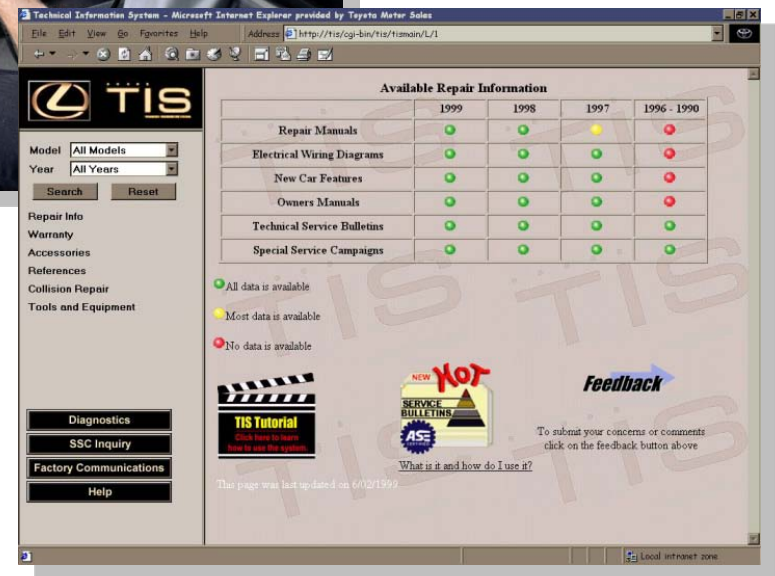 Technical Information System - Microsoft Internet Explorer provided by Toyota Motor Sales
File Edit View Go Favorites Help
Address http://tis/cgi-bin/tis/tismain/L/1
TIS
Model All Models
Year All Years
Search Reset
Repair Info
Warranty
Accessories
References
Collision Repair
Tools and Equipment
Diagnostics
SSC Inquiry
Factory Communications
Help
Available Repair Information
1999 1998 1997 1996 - 1990
Repair Manuals
Electrical Wiring Diagrams
New Car Features
Owners Manuals
Technical Service Bulletins
Special Service Campaigns
All data is available
Most data is available
No data is available
TIS Tutorial
Click here to learn
how to use the system.
NEW HOT
SERVICE
BULLETINS
ASE
CERTIFIED
What is it and how do I use it?
Feedback
To submit your concerns or comments
click on the feedback button above
This page was last updated on 6/02/1999
Local intranet zone